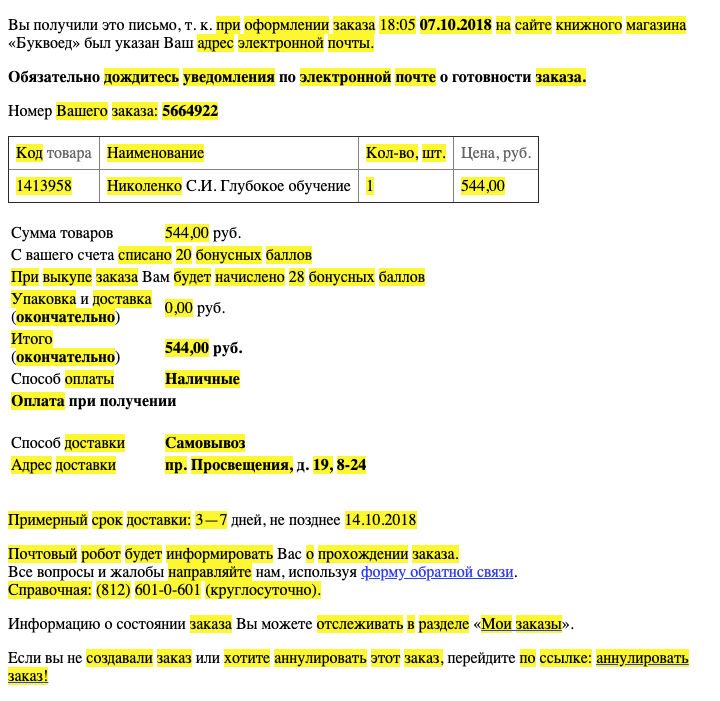 Вы получили это письмо, т. к. при оформлении заказа 18:05 07.10.2018 на сайте книжного магазина
«Буквоед» был указан Ваш адрес электронной почты.
Обязательно дождитесь уведомления по электронной почте о готовности заказа.
Номер Вашего заказа: 5664922
Код товара Наименование Кол-во, шт. Цена, руб.
1413958 Николенко С.И. Глубокое обучение 1 544,00
Сумма товаров 544,00 руб.
С вашего счета списано 20 бонусных баллов
При выкупе заказа Вам будет начислено 28 бонусных баллов
Упаковка и доставка
(окончательно) 0,00 руб.
Итого
(окончательно) 544,00 руб.
Способ оплаты Наличные
Оплата при получении
Способ доставки Самовывоз
Адрес доставки пр. Просвещения, д. 19, 8-24
Примерный срок доставки: 3—7 дней, не позднее 14.10.2018
Почтовый робот будет информировать Вас о прохождении заказа.
Все вопросы и жалобы направляйте нам, используя форму обратной связи.
Справочная: (812) 601-0-601 (круглосуточно).
Информацию о состоянии заказа Вы можете отслеживать в разделе «Мои заказы».
Если вы не создавали заказ или хотите аннулировать этот заказ, перейдите по ссылке: аннулировать
заказ!